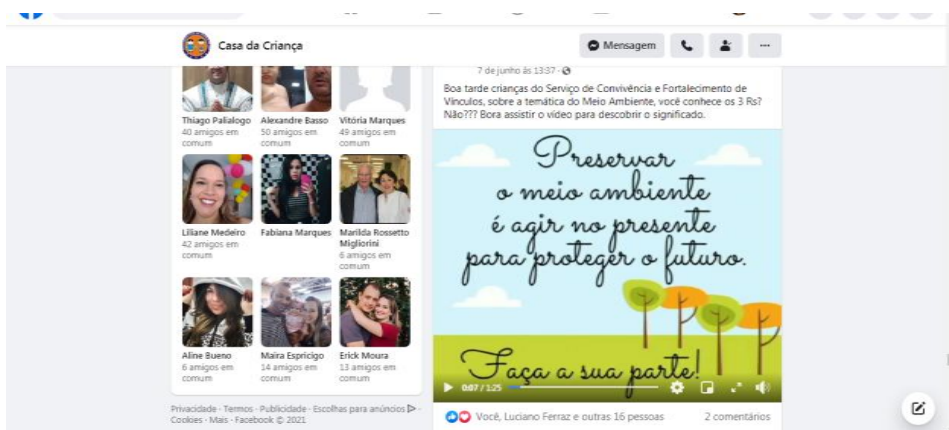 Casa da Criança
Mensagem
Thiago Palialogo
40 amigos em
comum
Alexandre Basso
50 amigos em
comum
Vitória Marques
49 amigos em
comum
Liliane Medeiro
42 amigos em
comum
Fabiana Marques
Marilda Rossetto
Migliorini
6 amigos em
comum
Aline Bueno
6 amigos em
comum
Maira Espricigo
14 amigos em
comum
Erick Moura
13 amigos em
comum
Privacidade · Termos · Publicidade · Escolhas para anúncios ·
Cookies · Mais · Facebook © 2021
7 de junho às 13:37 ·
Boa tarde crianças do Serviço de Convivência e Fortalecimento de
Vínculos, sobre a temática do Meio Ambiente, você conhece os 3 Rs?
Não??? Bora assistir o vídeo para descobrir o significado.
Preservar
o meio ambiente
é agir no presente
para proteger o futuro.
Faça a sua parte!
0:07 / 1:25
Você, Luciano Ferraz e outras 16 pessoas
2 comentários